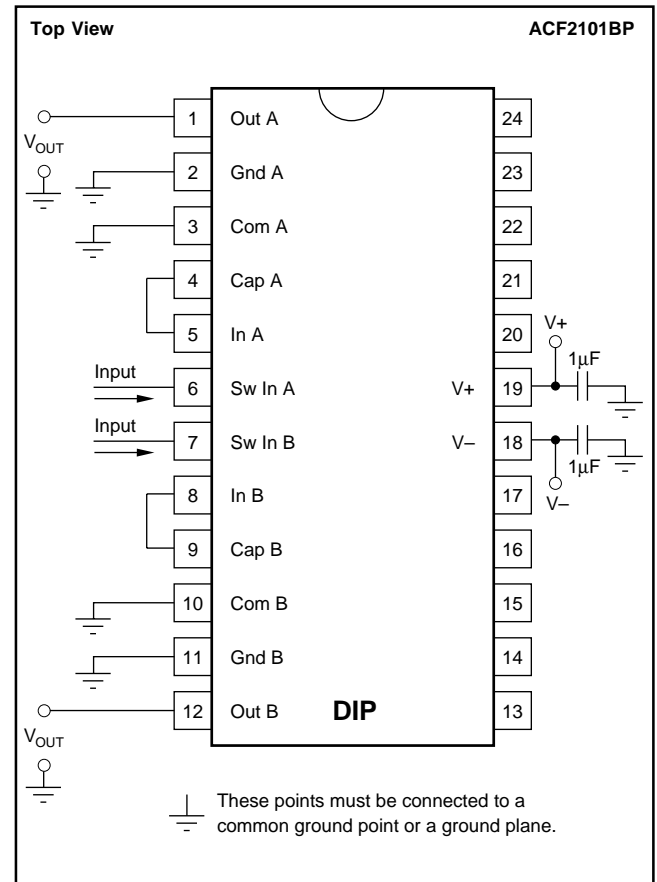 Top View ACF2101BP
1 Out A 24
V_OUT
2 Gnd A 23
3 Com A 22
4 Cap A 21
5 In A 20
V+
1μF
Input
6 Sw In A V+ 19
Input
7 Sw In B V– 18
1μF
V–
8 In B 17
9 Cap B 16
10 Com B 15
11 Gnd B 14
12 Out B DIP 13
V_OUT
These points must be connected to a
common ground point or a ground plane.